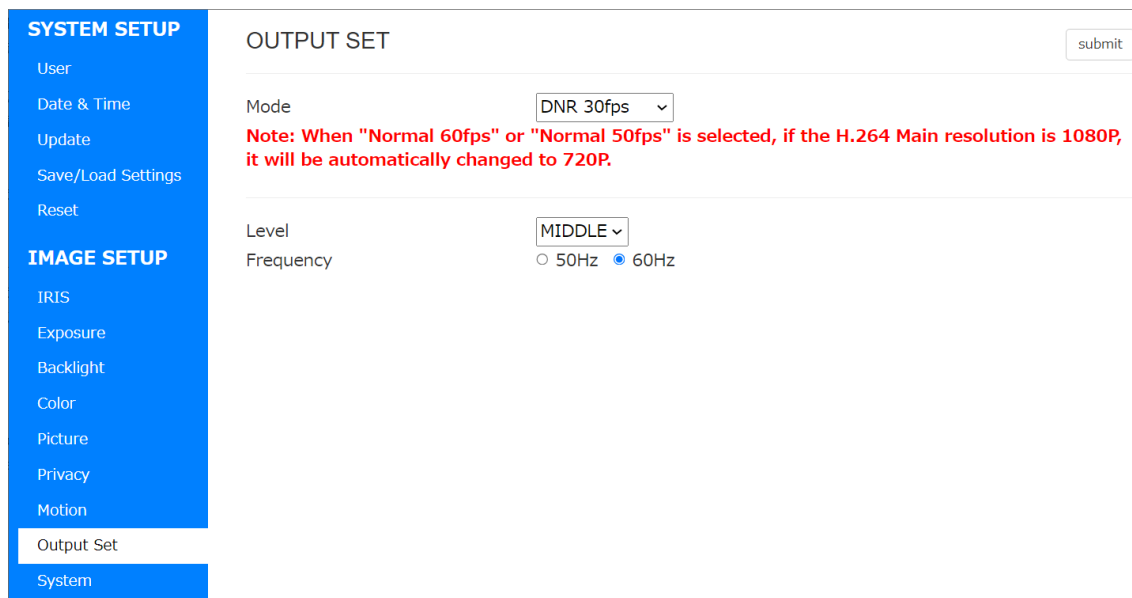 SYSTEM SETUP
User
Date & Time
Update
Save/Load Settings
Reset
IMAGE SETUP
IRIS
Exposure
Backlight
Color
Picture
Privacy
Motion
Output Set
System
OUTPUT SET
submit
Mode
DNR 30fps
Note: When "Normal 60fps" or "Normal 50fps" is selected, if the H.264 Main resolution is 1080P,
it will be automatically changed to 720P.
Level
MIDDLE
Frequency
50Hz 60Hz